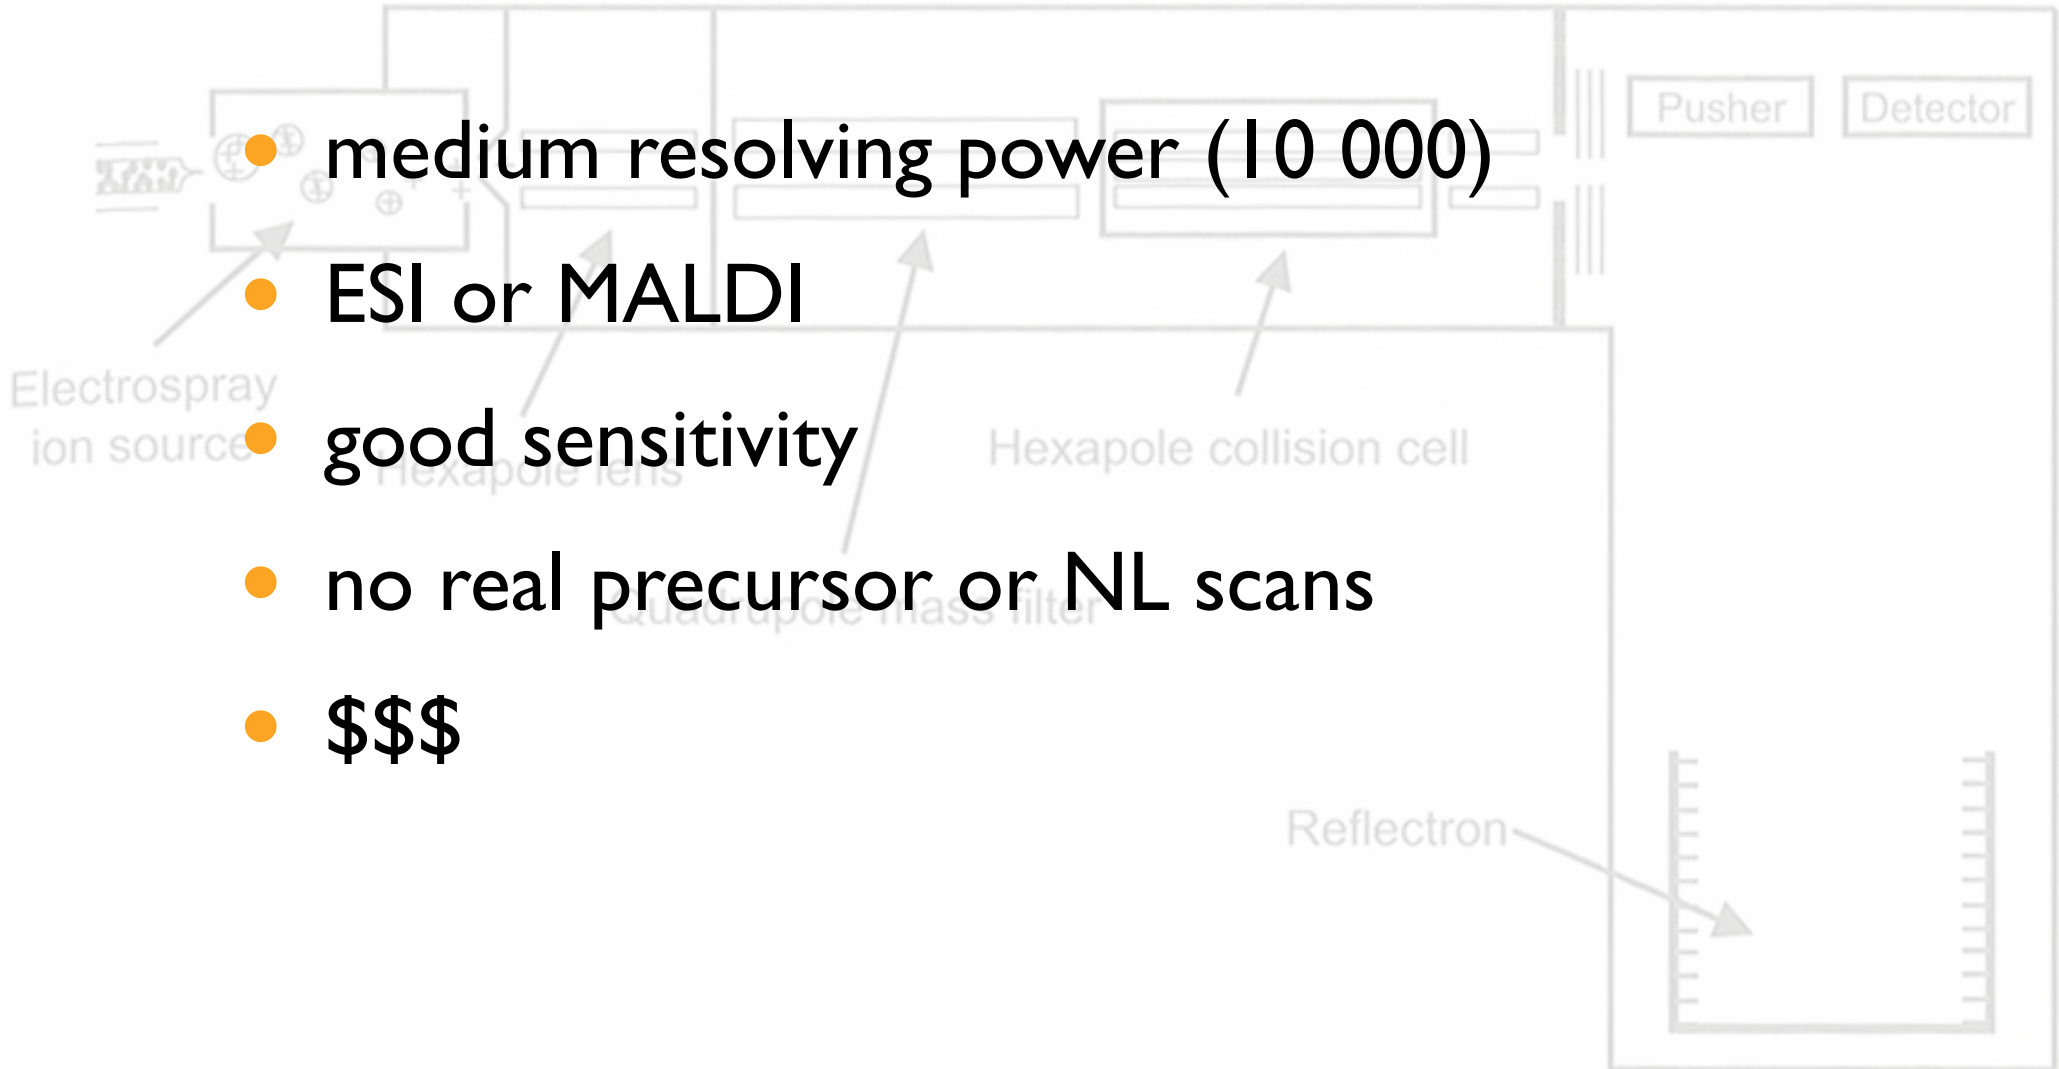 • medium resolving power (10 000)
• ESI or MALDI
• good sensitivity
• no real precursor or NL scans
• $$$
Pusher
Detector
Electrospray
ion source
Hexapole lens
Hexapole collision cell
Quadrupole mass filter
Reflectron